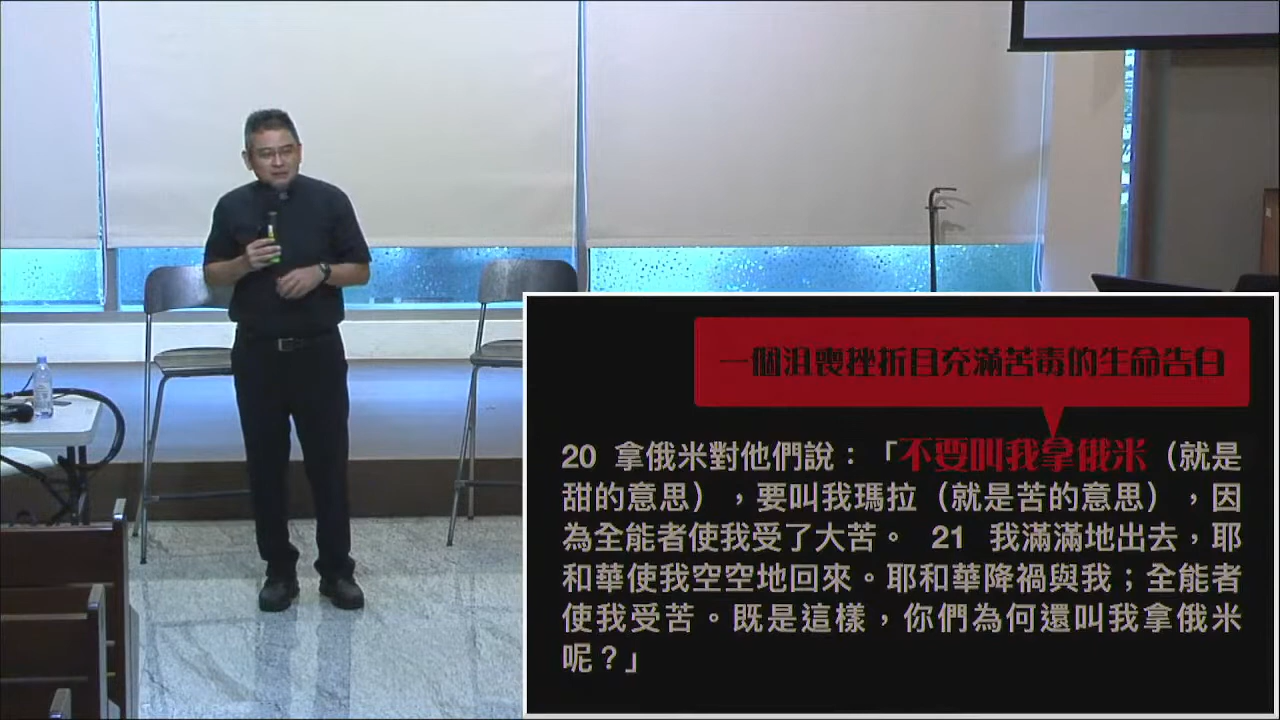 一個沮喪挫折且充滿苦毒的生命告白
20 拿俄米對他們說：「不要叫我拿俄米（就是
甜的意思），要叫我瑪拉（就是苦的意思），因
為全能者使我受了大苦。 21 我滿滿地出去，耶
和華使我空空地回來。耶和華降禍與我；全能者
使我受苦。既是這樣，你們為何還叫我拿俄米
呢？」